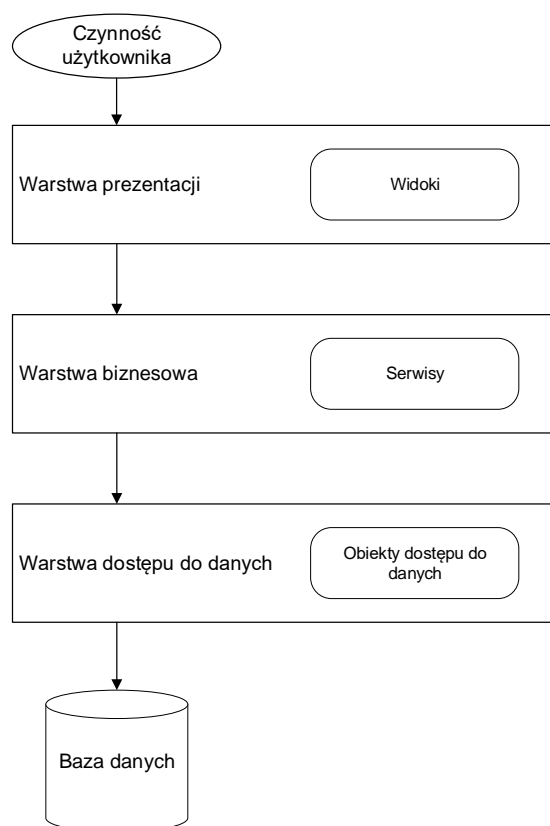 Czynność
użytkownika
Warstwa prezentacji
Widoki
Warstwa biznesowa
Serwisy
Warstwa dostępu do danych
Obiekty dostępu do
danych
Baza danych